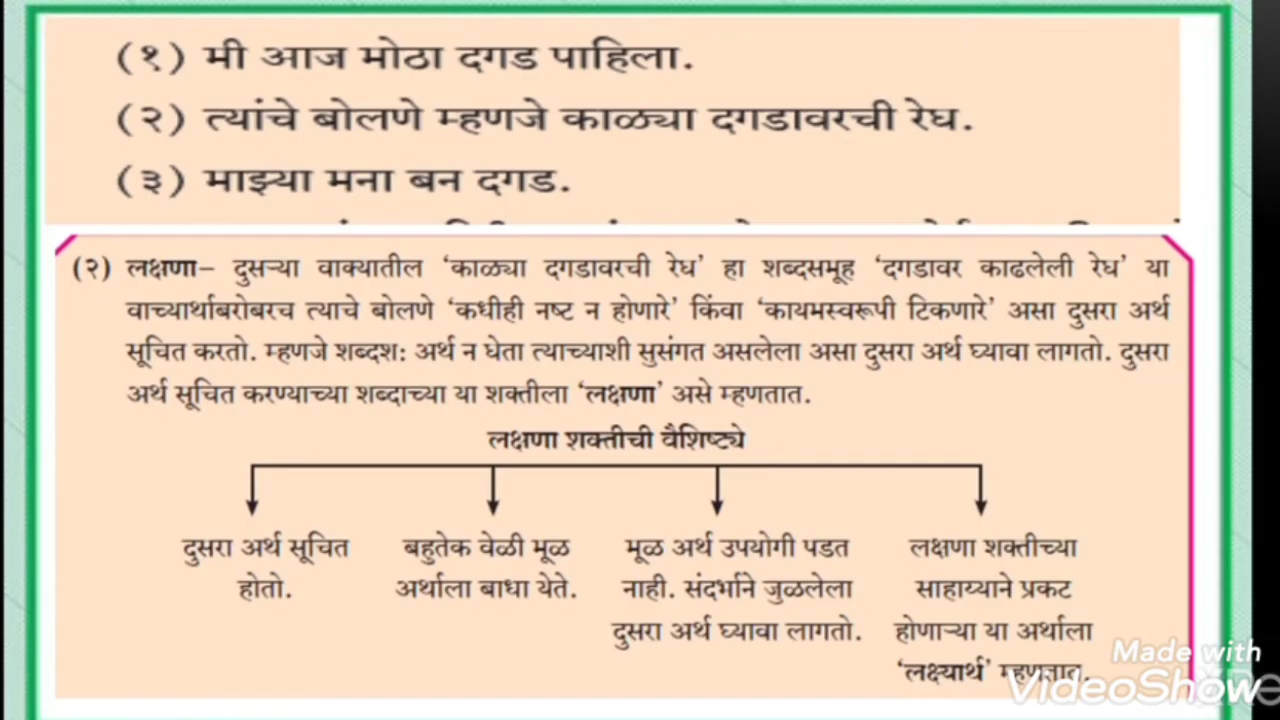 (१) मी आज मोठा दगड पाहिला.
(२) त्यांचे बोलणे म्हणजे काळ्या दगडावरची रेघ.
(३) माझ्या मना बन दगड.
(२) लक्षणा– दुसऱ्या वाक्यातील ‘काळ्या दगडावरची रेघ’ हा शब्दसमूह ‘दगडावर काढलेली रेघ’ या
वाच्यार्थाबरोबरच त्याचे बोलणे ‘कधीही नष्ट न होणारे’ किंवा ‘कायमस्वरूपी टिकणारे’ असा दुसरा अर्थ
सूचित करतो. म्हणजे शब्दश: अर्थ न घेता त्याच्याशी सुसंगत असलेला असा दुसरा अर्थ घ्यावा लागतो. दुसरा
अर्थ सूचित करण्याच्या शब्दाच्या या शक्तीला ‘लक्षणा’ असे म्हणतात.
लक्षणा शक्तीची वैशिष्ट्ये
दुसरा अर्थ सूचित
होतो.
बहुतेक वेळी मूळ
अर्थाला बाधा येते.
मूळ अर्थ उपयोगी पडत
नाही. संदर्भाने जुळलेला
दुसरा अर्थ घ्यावा लागतो.
लक्षणा शक्तीच्या
साहाय्याने प्रकट
होणाऱ्या या अर्थाला
‘लक्ष्यार्थ’ म्हणतात.
Made with
VideoShow